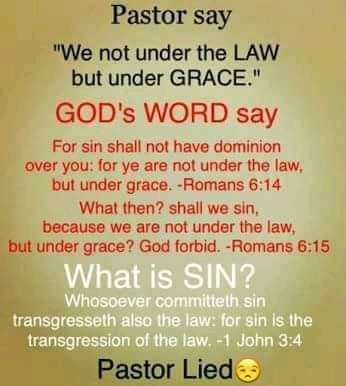 Pastor say
"We not under the LAW
but under GRACE."
GOD's WORD say
For sin shall not have dominion
over you: for ye are not under the law,
but under grace. -Romans 6:14
What then? shall we sin,
because we are not under the law,
but under grace? God forbid. -Romans 6:15
What is SIN?
Whosoever committeth sin
transgresseth also the law: for sin is the
transgression of the law. -1 John 3:4
Pastor Lied😒